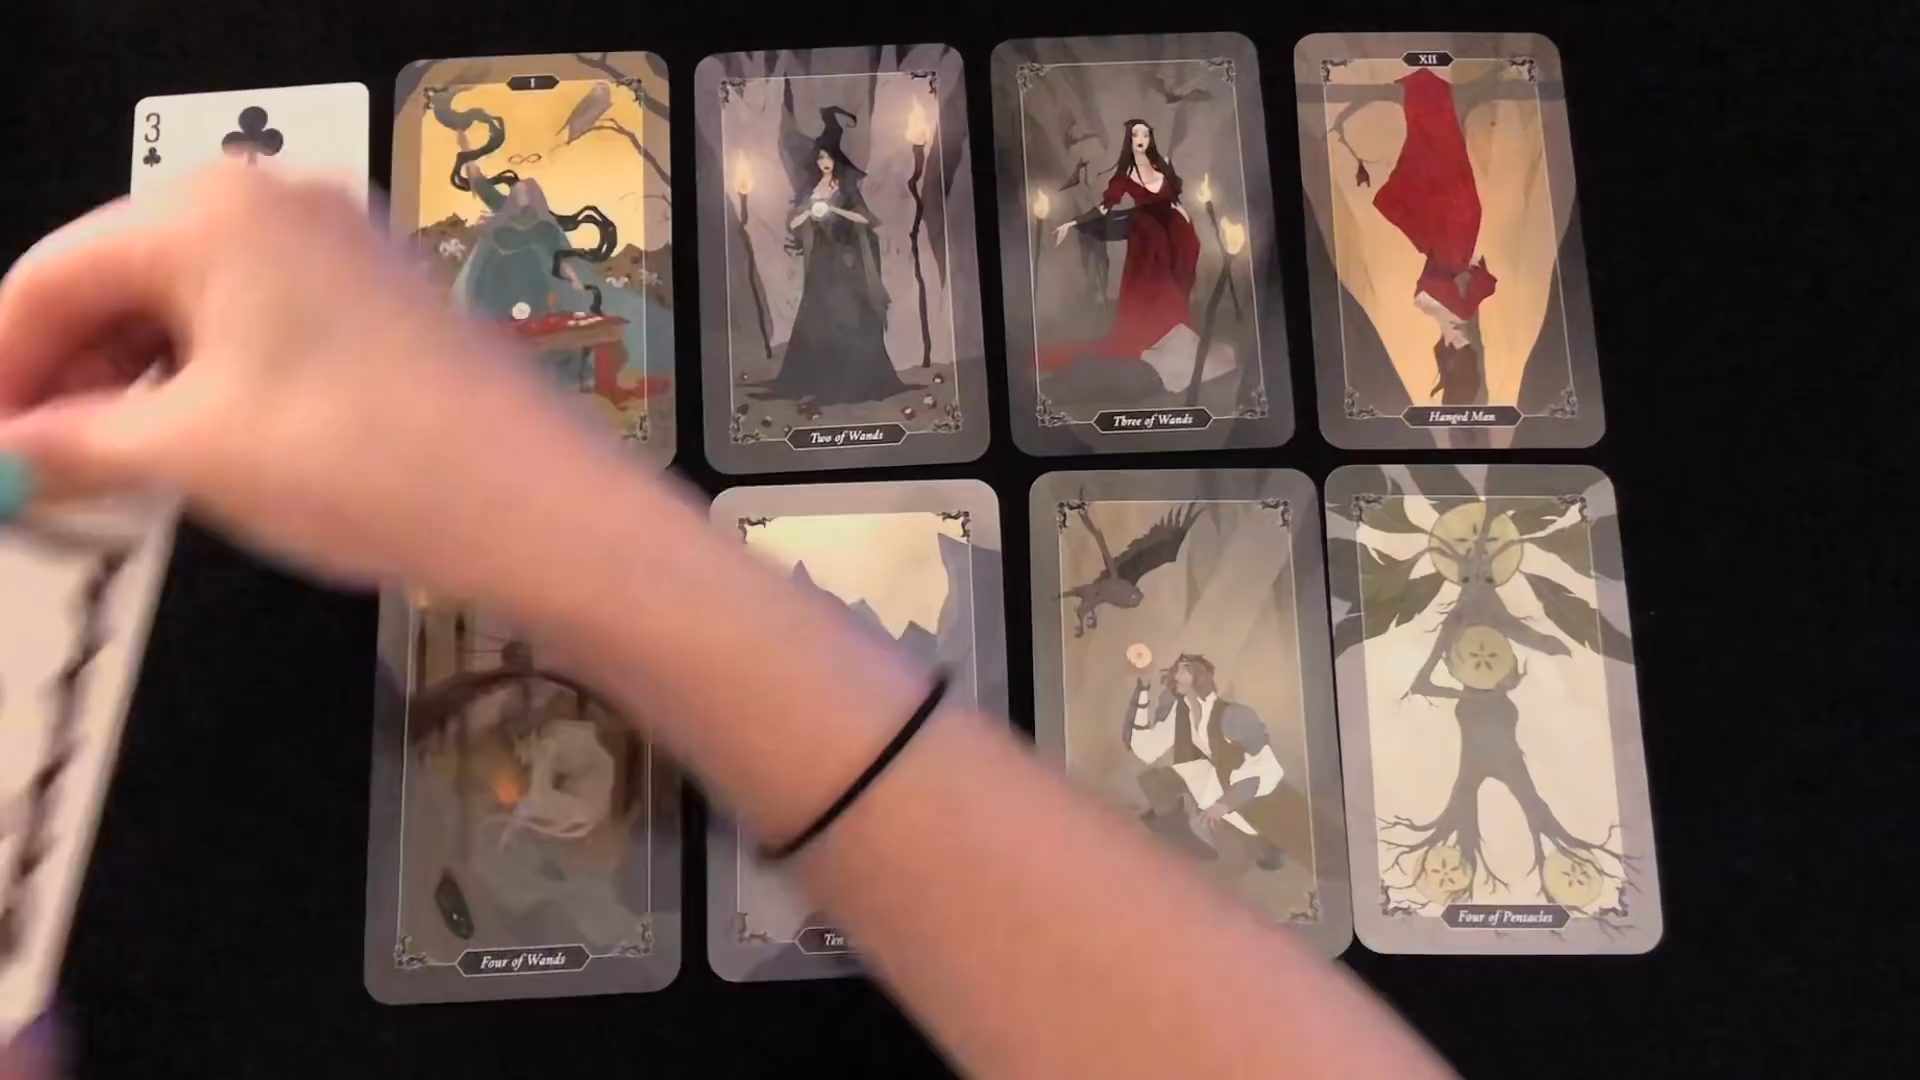 3
I
Two of Wands
Three of Wands
XII
Hanged Man
Four of Wands
Ten
Four of Pentacles